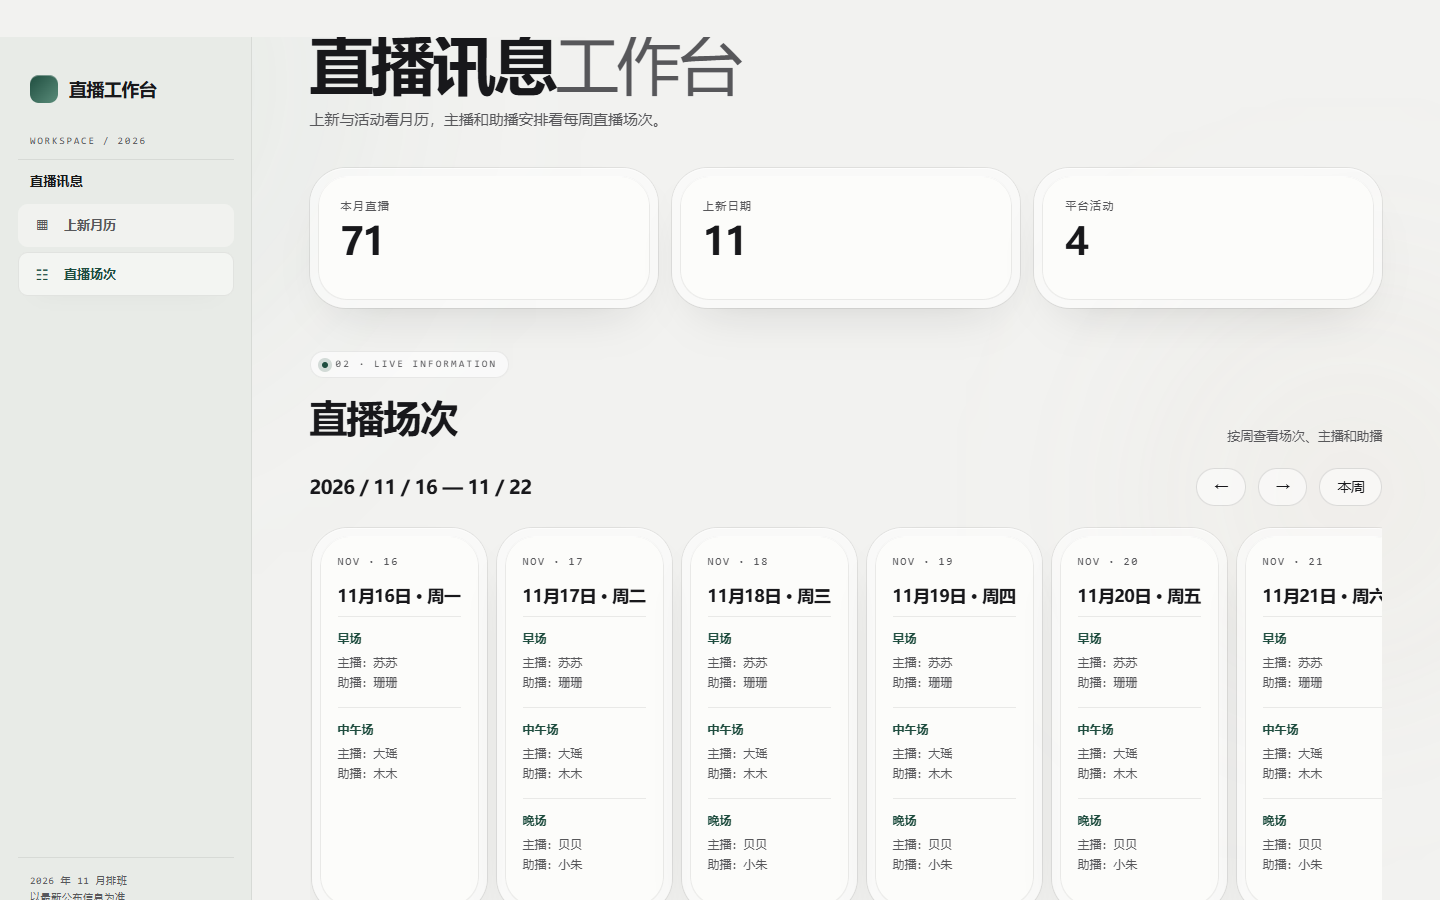 直播工作台
WORKSPACE / 2026
直播讯息
上新月历
直播场次
2026 年 11 月排班
以最新公布信息为准
直播讯息工作台
上新与活动看月历，主播和助播安排看每周直播场次。
本月直播
71
上新日期
11
平台活动
4
02 · LIVE INFORMATION
直播场次
按周查看场次、主播和助播
2026 / 11 / 16 — 11 / 22
← → 本周
NOV · 16
11月16日 • 周一
早场
主播：苏苏
助播：珊珊
中午场
主播：大瑶
助播：木木
NOV · 17
11月17日 • 周二
早场
主播：苏苏
助播：珊珊
中午场
主播：大瑶
助播：木木
晚场
主播：贝贝
助播：小朱
NOV · 18
11月18日 • 周三
早场
主播：苏苏
助播：珊珊
中午场
主播：大瑶
助播：木木
晚场
主播：贝贝
助播：小朱
NOV · 19
11月19日 • 周四
早场
主播：苏苏
助播：珊珊
中午场
主播：大瑶
助播：木木
晚场
主播：贝贝
助播：小朱
NOV · 20
11月20日 • 周五
早场
主播：苏苏
助播：珊珊
中午场
主播：大瑶
助播：木木
晚场
主播：贝贝
助播：小朱
NOV · 21
11月21日 • 周六
早场
主播：苏苏
助播：珊珊
中午场
主播：大瑶
助播：木木
晚场
主播：贝贝
助播：小朱